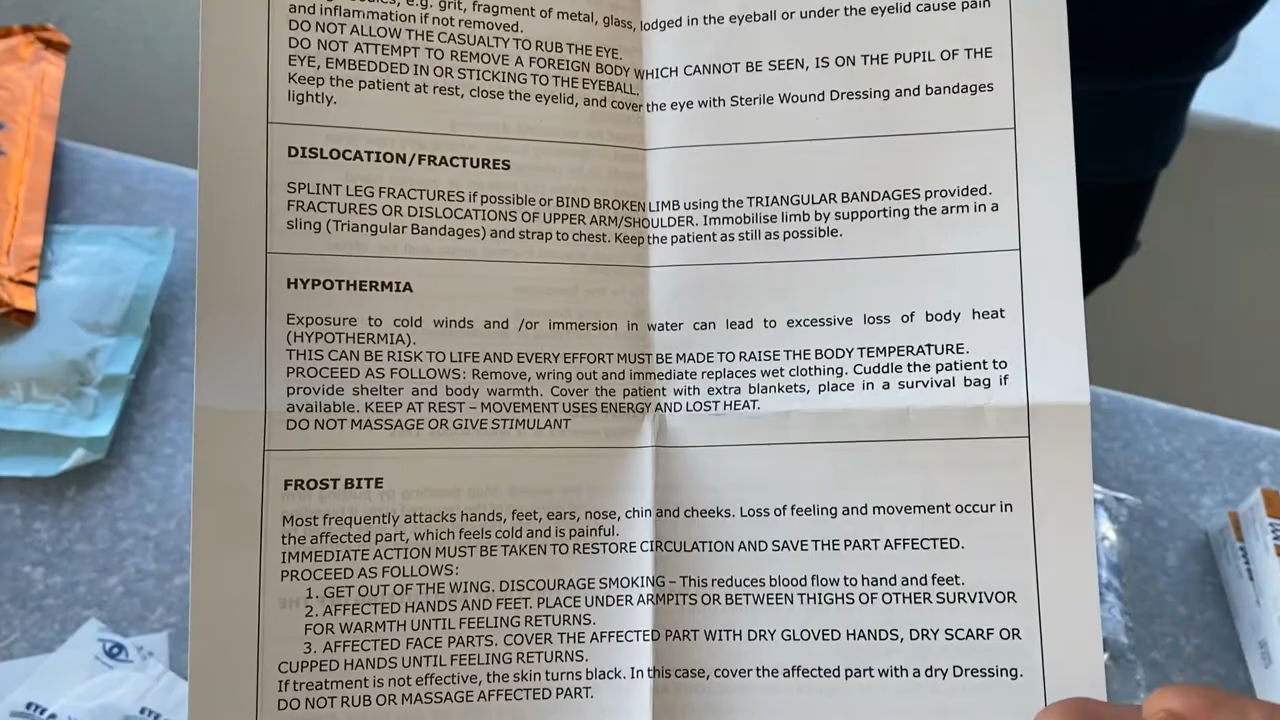 e.g. grit, fragment of metal, glass, lodged in the eyeball or under the eyelid cause pain
and inflammation if not removed.
DO NOT ALLOW THE CASUALTY TO RUB THE EYE.
DO NOT ATTEMPT TO REMOVE A FOREIGN BODY WHICH CANNOT BE SEEN, IS ON THE PUPIL OF THE
EYE, EMBEDDED IN OR STICKING TO THE EYEBALL.
Keep the patient at rest, close the eyelid, and cover the eye with Sterile Wound Dressing and bandages
lightly.
DISLOCATION/FRACTURES
SPLINT LEG FRACTURES if possible or BIND BROKEN LIMB using the TRIANGULAR BANDAGES provided.
FRACTURES OR DISLOCATIONS OF UPPER ARM/SHOULDER. Immobilise limb by supporting the arm in a
sling (Triangular Bandages) and strap to chest. Keep the patient as still as possible.
HYPOTHERMIA
Exposure to cold winds and /or immersion in water can lead to excessive loss of body heat
(HYPOTHERMIA).
THIS CAN BE RISK TO LIFE AND EVERY EFFORT MUST BE MADE TO RAISE THE BODY TEMPERATURE.
PROCEED AS FOLLOWS: Remove, wring out and immediate replaces wet clothing. Cuddle the patient to
provide shelter and body warmth. Cover the patient with extra blankets, place in a survival bag if
available. KEEP AT REST – MOVEMENT USES ENERGY AND LOST HEAT.
DO NOT MASSAGE OR GIVE STIMULANT
FROST BITE
Most frequently attacks hands, feet, ears, nose, chin and cheeks. Loss of feeling and movement occur in
the affected part, which feels cold and is painful.
IMMEDIATE ACTION MUST BE TAKEN TO RESTORE CIRCULATION AND SAVE THE PART AFFECTED.
PROCEED AS FOLLOWS:
1. GET OUT OF THE WING. DISCOURAGE SMOKING – This reduces blood flow to hand and feet.
2. AFFECTED HANDS AND FEET. PLACE UNDER ARMPITS OR BETWEEN THIGHS OF OTHER SURVIVOR
FOR WARMTH UNTIL FEELING RETURNS.
3. AFFECTED FACE PARTS. COVER THE AFFECTED PART WITH DRY GLOVED HANDS, DRY SCARF OR
CUPPED HANDS UNTIL FEELING RETURNS.
If treatment is not effective, the skin turns black. In this case, cover the affected part with a dry Dressing.
DO NOT RUB OR MASSAGE AFFECTED PART.